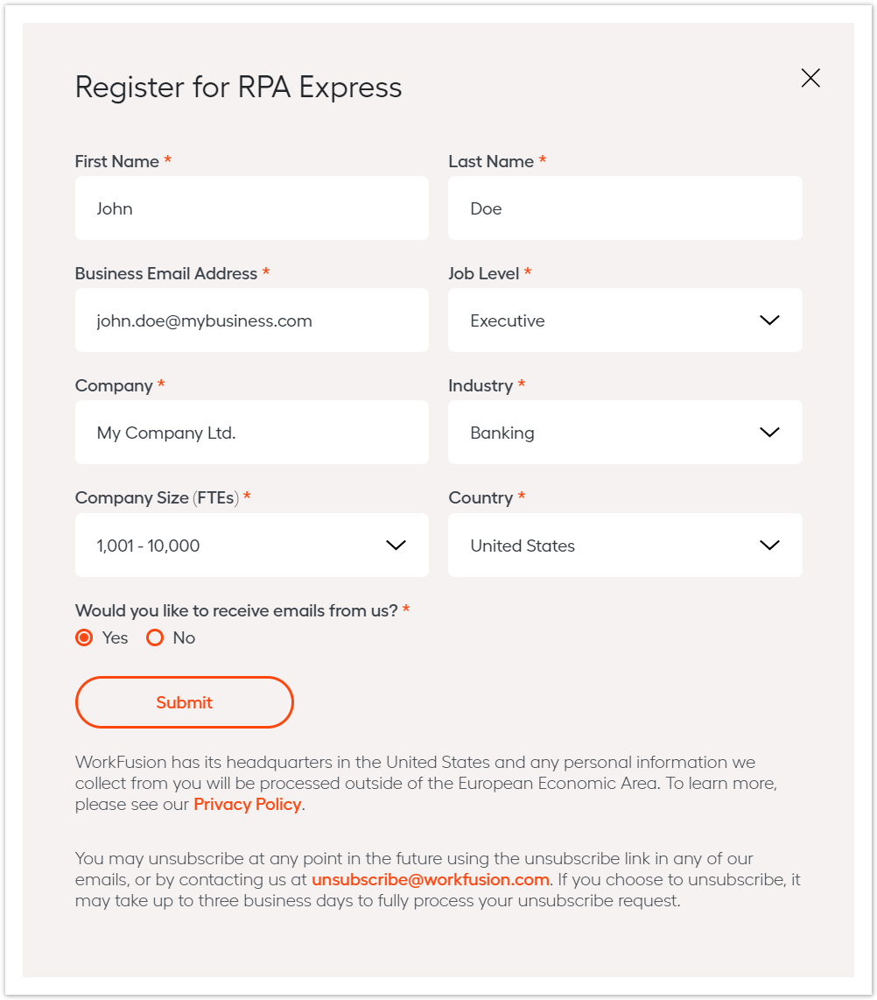 Register for RPA Express
First Name * Last Name *
John Doe
Business Email Address * Job Level *
john.doe@mybusiness.com Executive
Company * Industry *
My Company Ltd. Banking
Company Size (FTEs) * Country *
1,001 - 10,000 United States
Would you like to receive emails from us? *
Yes No
Submit
WorkFusion has its headquarters in the United States and any personal information we
collect from you will be processed outside of the European Economic Area. To learn more,
please see our Privacy Policy.
You may unsubscribe at any point in the future using the unsubscribe link in any of our
emails, or by contacting us at unsubscribe@workfusion.com. If you choose to unsubscribe, it
may take up to three business days to fully process your unsubscribe request.